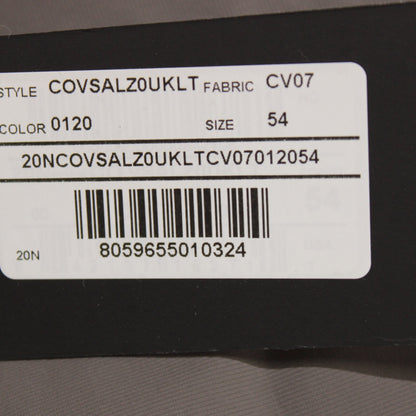 STYLE COVSALZ0UKLT FABRIC CV07
COLOR 0120 SIZE 54
20NCOVSALZ0UKLTCV07012054
20N 8059655010324